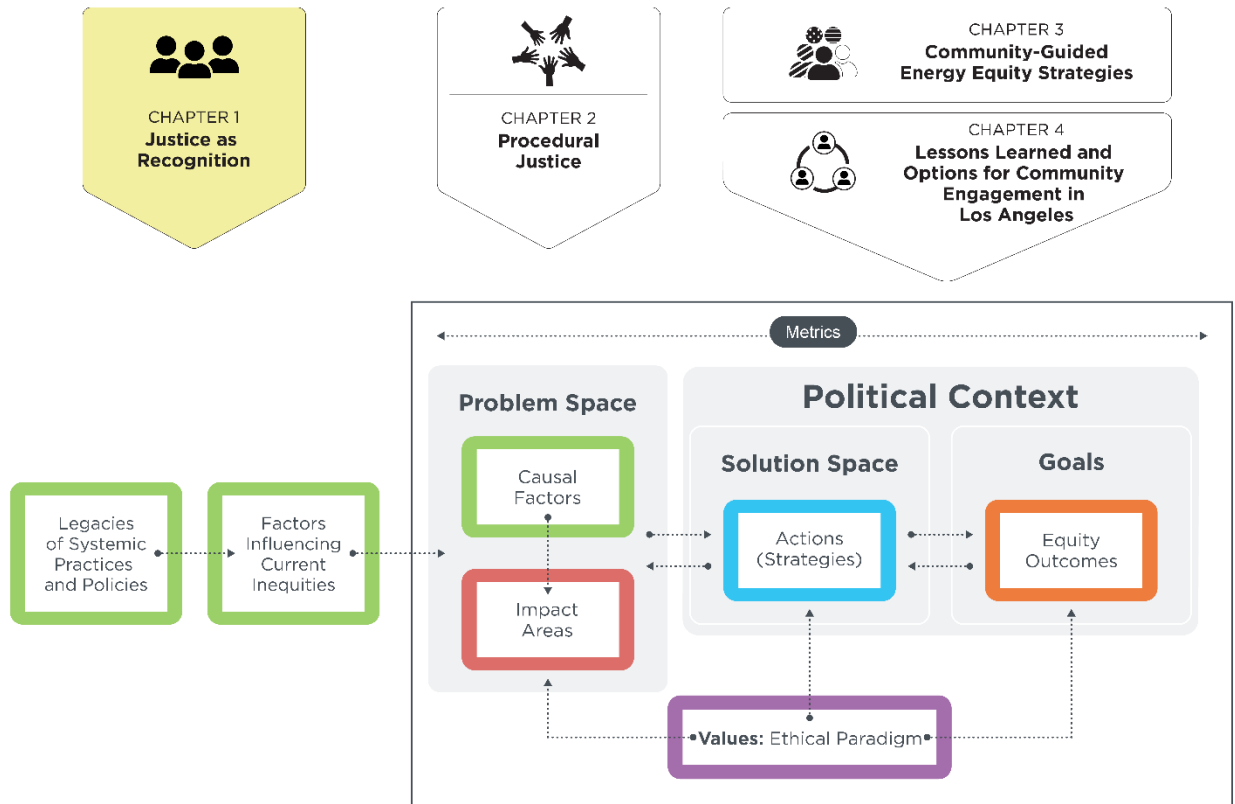 CHAPTER 1
Justice as
Recognition
CHAPTER 2
Procedural
Justice
CHAPTER 3
Community-Guided
Energy Equity Strategies
CHAPTER 4
Lessons Learned and
Options for Community
Engagement in
Los Angeles
Metrics
Problem Space
Political Context
Solution Space
Goals
Causal
Factors
Legacies
of Systemic
Practices
and Policies
Factors
Influencing
Current
Inequities
Actions
(Strategies)
Equity
Outcomes
Impact
Areas
Values: Ethical Paradigm